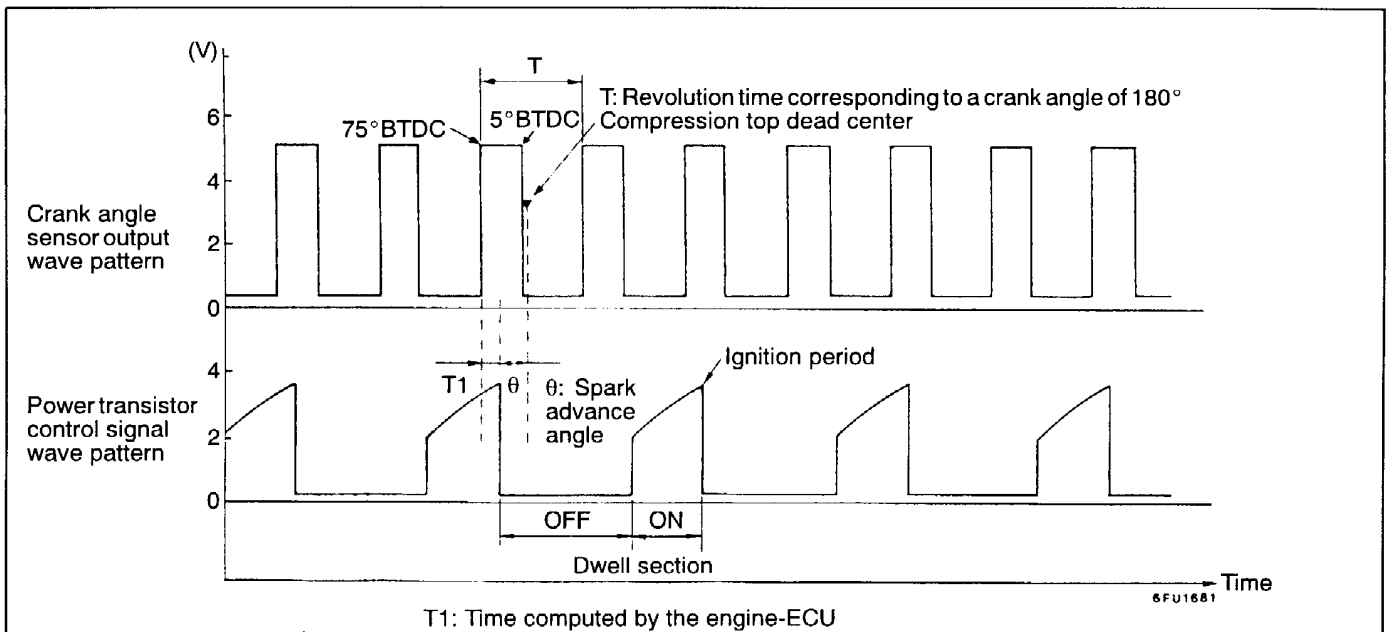 (V)
T
T: Revolution time corresponding to a crank angle of 180°
Compression top dead center
75°BTDC
5°BTDC
6
4
2
0
Crank angle
sensor output
wave pattern
Ignition period
T1
θ
θ: Spark
advance
angle
4
2
0
Power transistor
control signal
wave pattern
OFF
ON
Dwell section
Time
6FU1681
T1: Time computed by the engine-ECU